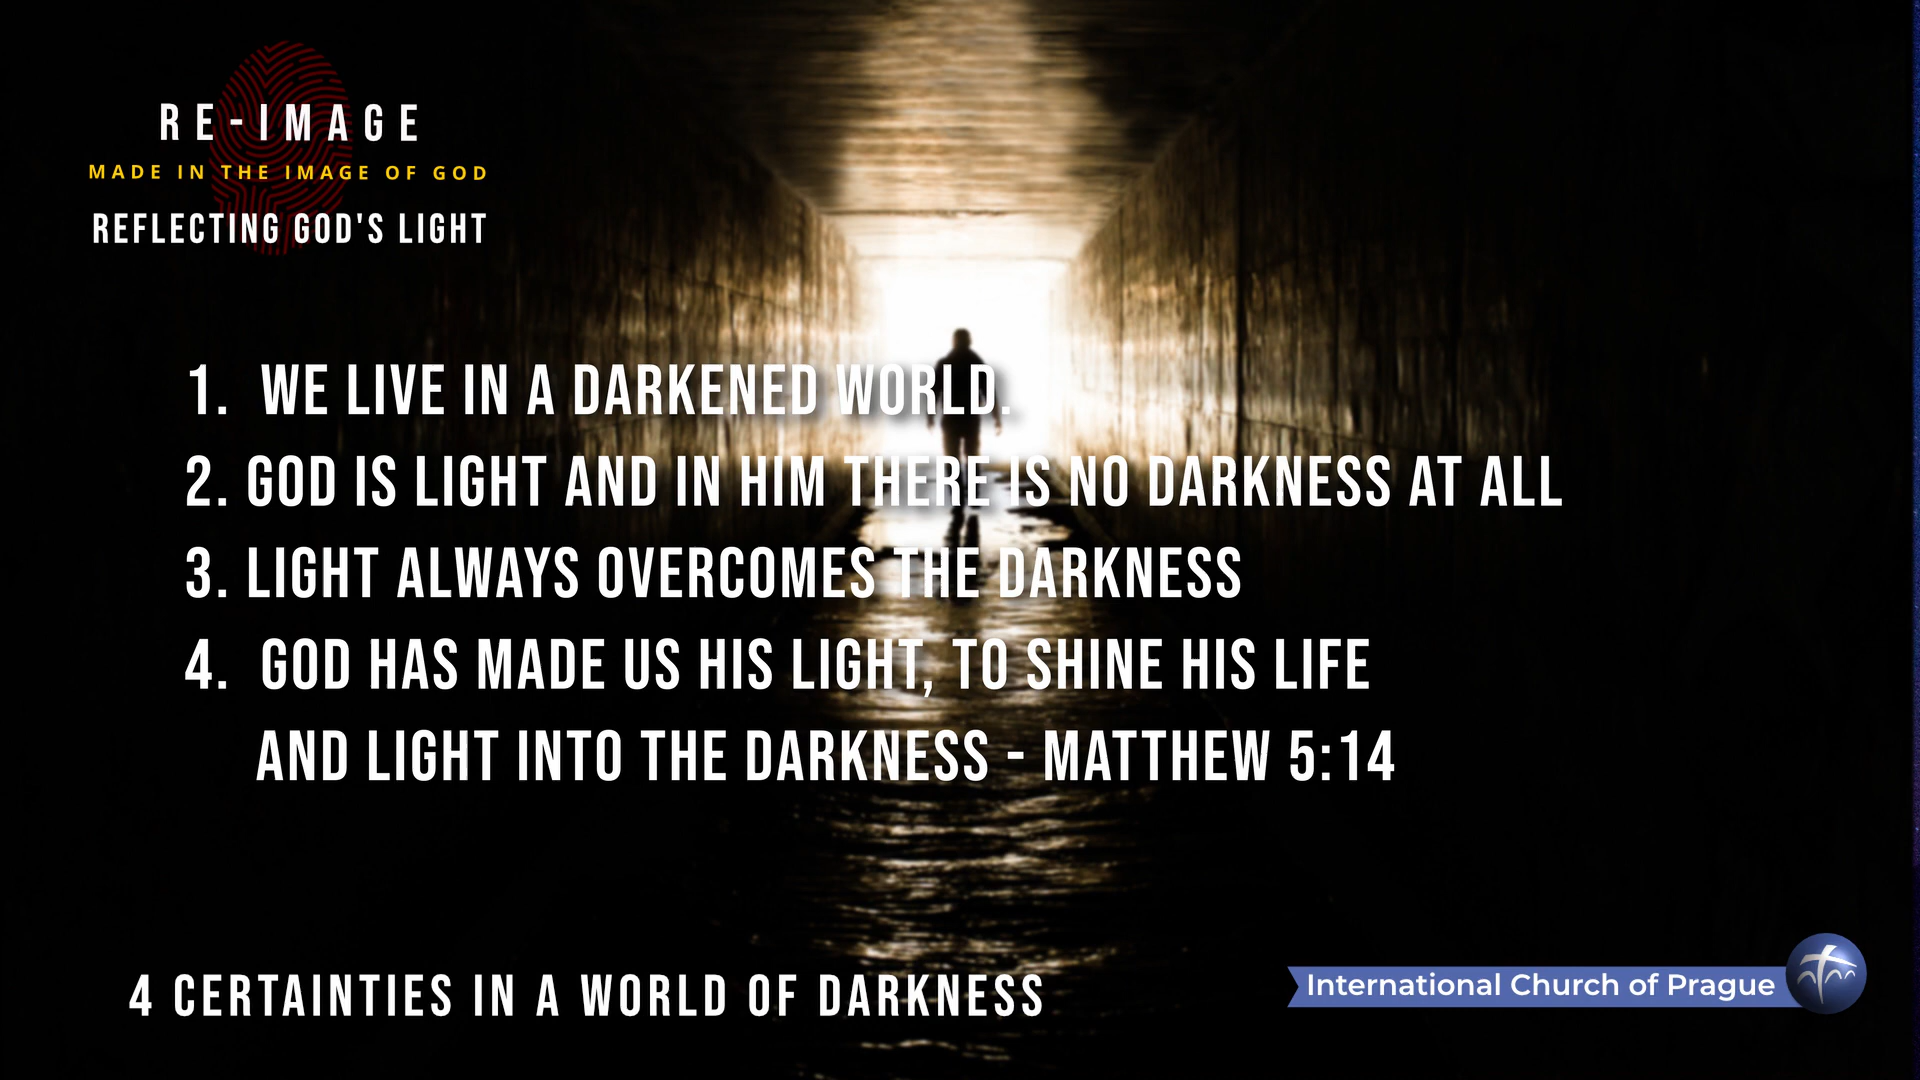 RE-IMAGE
MADE IN THE IMAGE OF GOD
REFLECTING GOD'S LIGHT
1. WE LIVE IN A DARKENED WORLD.
2. GOD IS LIGHT AND IN HIM THERE IS NO DARKNESS AT ALL
3. LIGHT ALWAYS OVERCOMES THE DARKNESS
4. GOD HAS MADE US HIS LIGHT, TO SHINE HIS LIFE
AND LIGHT INTO THE DARKNESS - MATTHEW 5:14
4 CERTAINTIES IN A WORLD OF DARKNESS
International Church of Prague